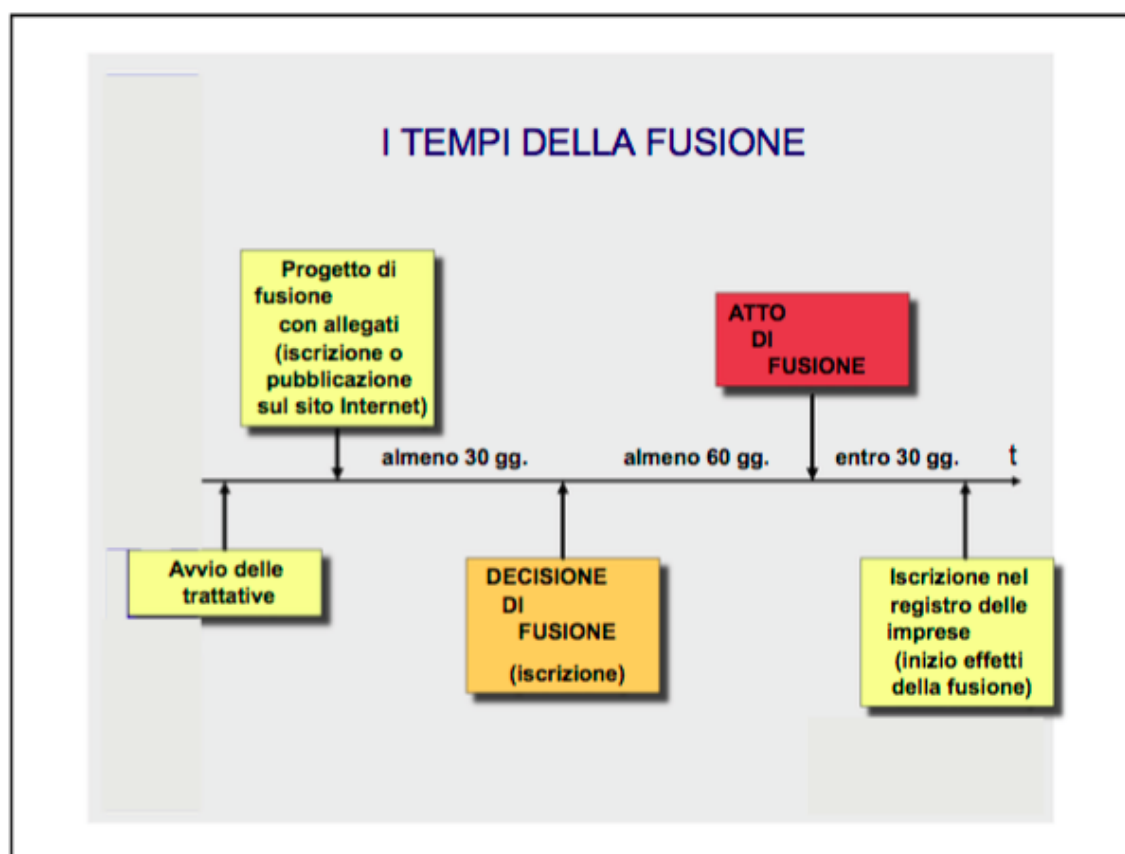 I TEMPI DELLA FUSIONE
Progetto di
fusione
con allegati
(iscrizione o
pubblicazione
sul sito Internet)
ATTO
DI
FUSIONE
almeno 30 gg.
almeno 60 gg.
entro 30 gg.
t
Avvio delle
trattative
DECISIONE
DI
FUSIONE
(iscrizione)
Iscrizione nel
registro delle
imprese
(inizio effetti
della fusione)